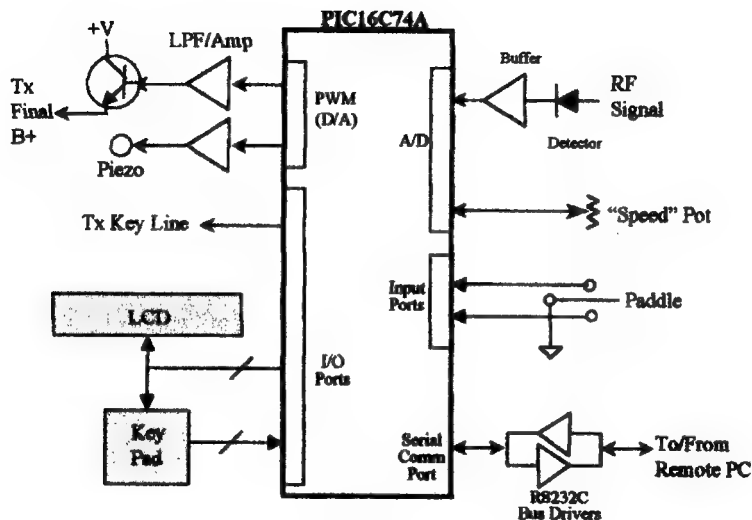 PIC16C74A
+V
LPF/Amp
Tx
Final
B+
Piezo
PWM
(D/A)
Tx Key Line
LCD
I/O
Ports
Key
Pad
Buffer
RF
Signal
Detector
A/D
"Speed" Pot
Input
Ports
Paddle
Serial
Comm
Port
To/From
Remote PC
RS232C
Bus Drivers